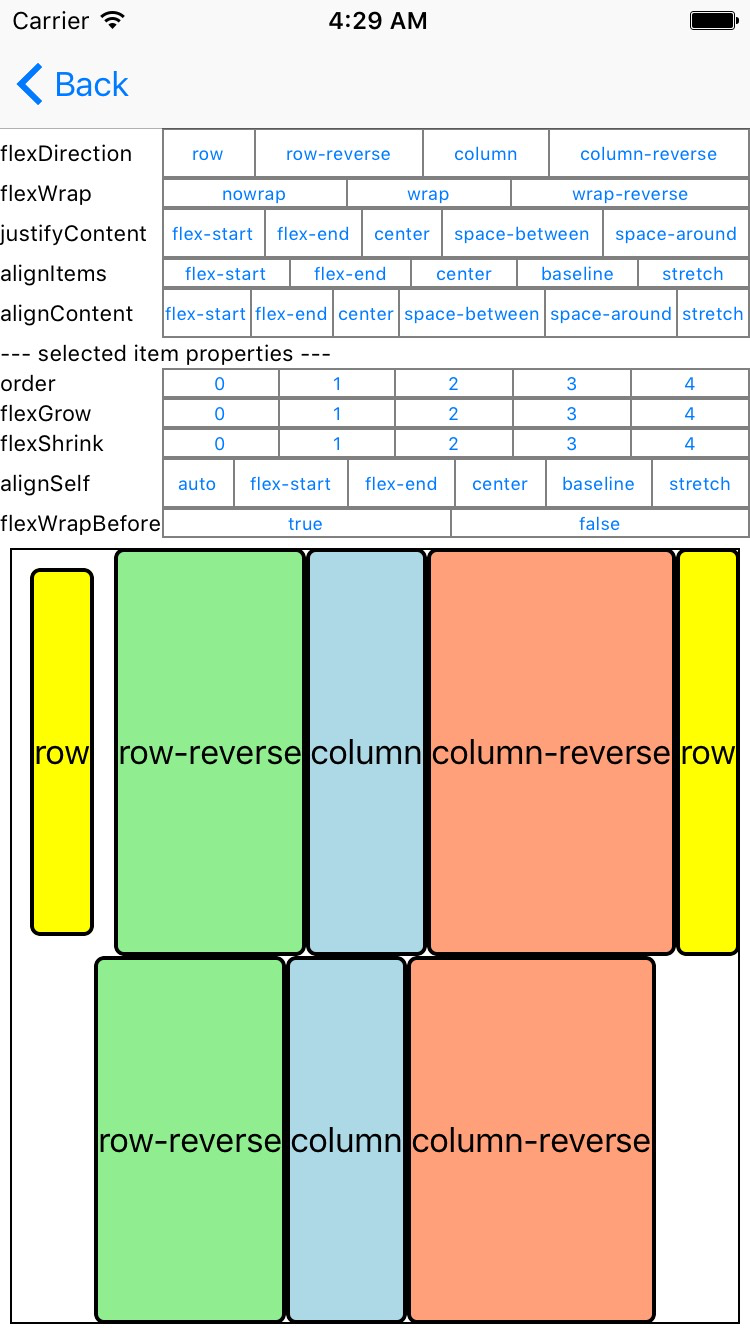 Carrier 4:29 AM
Back
flexDirection row row-reverse column column-reverse
flexWrap nowrap wrap wrap-reverse
justifyContent flex-start flex-end center space-between space-around
alignItems flex-start flex-end center baseline stretch
alignContent flex-start flex-end center space-between space-around stretch
--- selected item properties ---
order 0 1 2 3 4
flexGrow 0 1 2 3 4
flexShrink 0 1 2 3 4
alignSelf auto flex-start flex-end center baseline stretch
flexWrapBefore true false
row row-reverse column column-reverse row
row-reverse column column-reverse